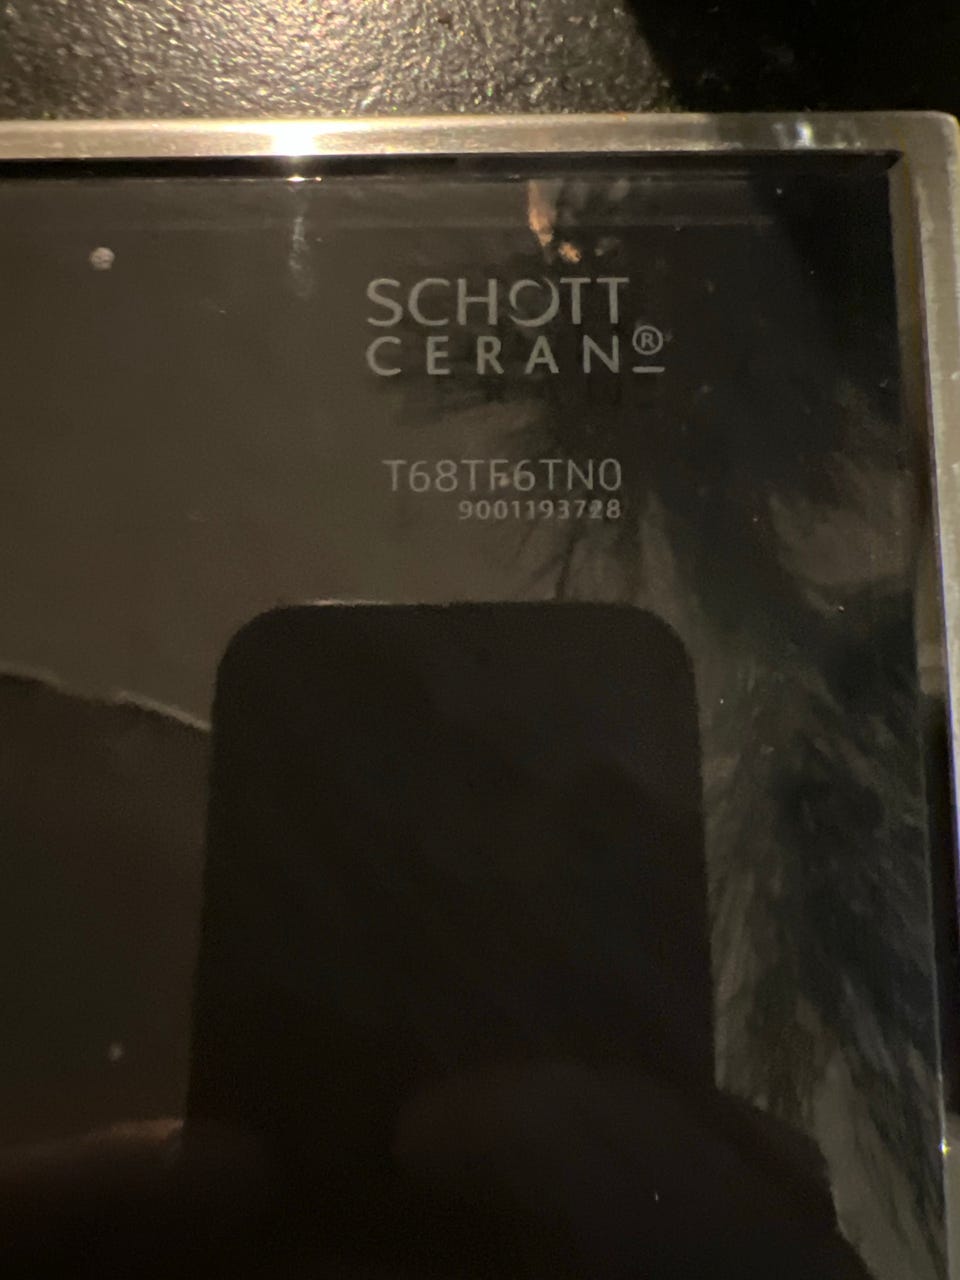 SCHOTT
CERAN®
T68TF6TN0
9001193728